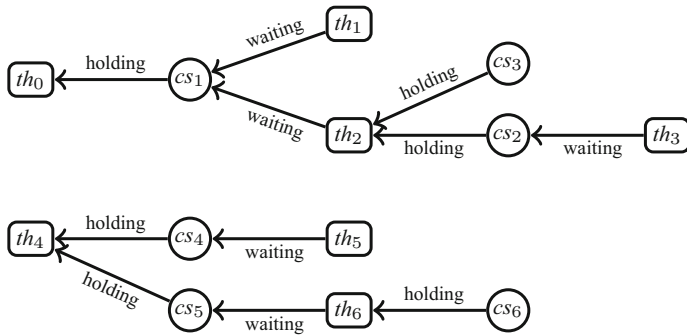 th₁
waiting
holding
cs₃
th₀
cs₁
holding
waiting
th₂
holding
cs₂
waiting
th₃
holding
th₄
cs₄
waiting
th₅
holding
holding
cs₅
waiting
th₆
cs₆